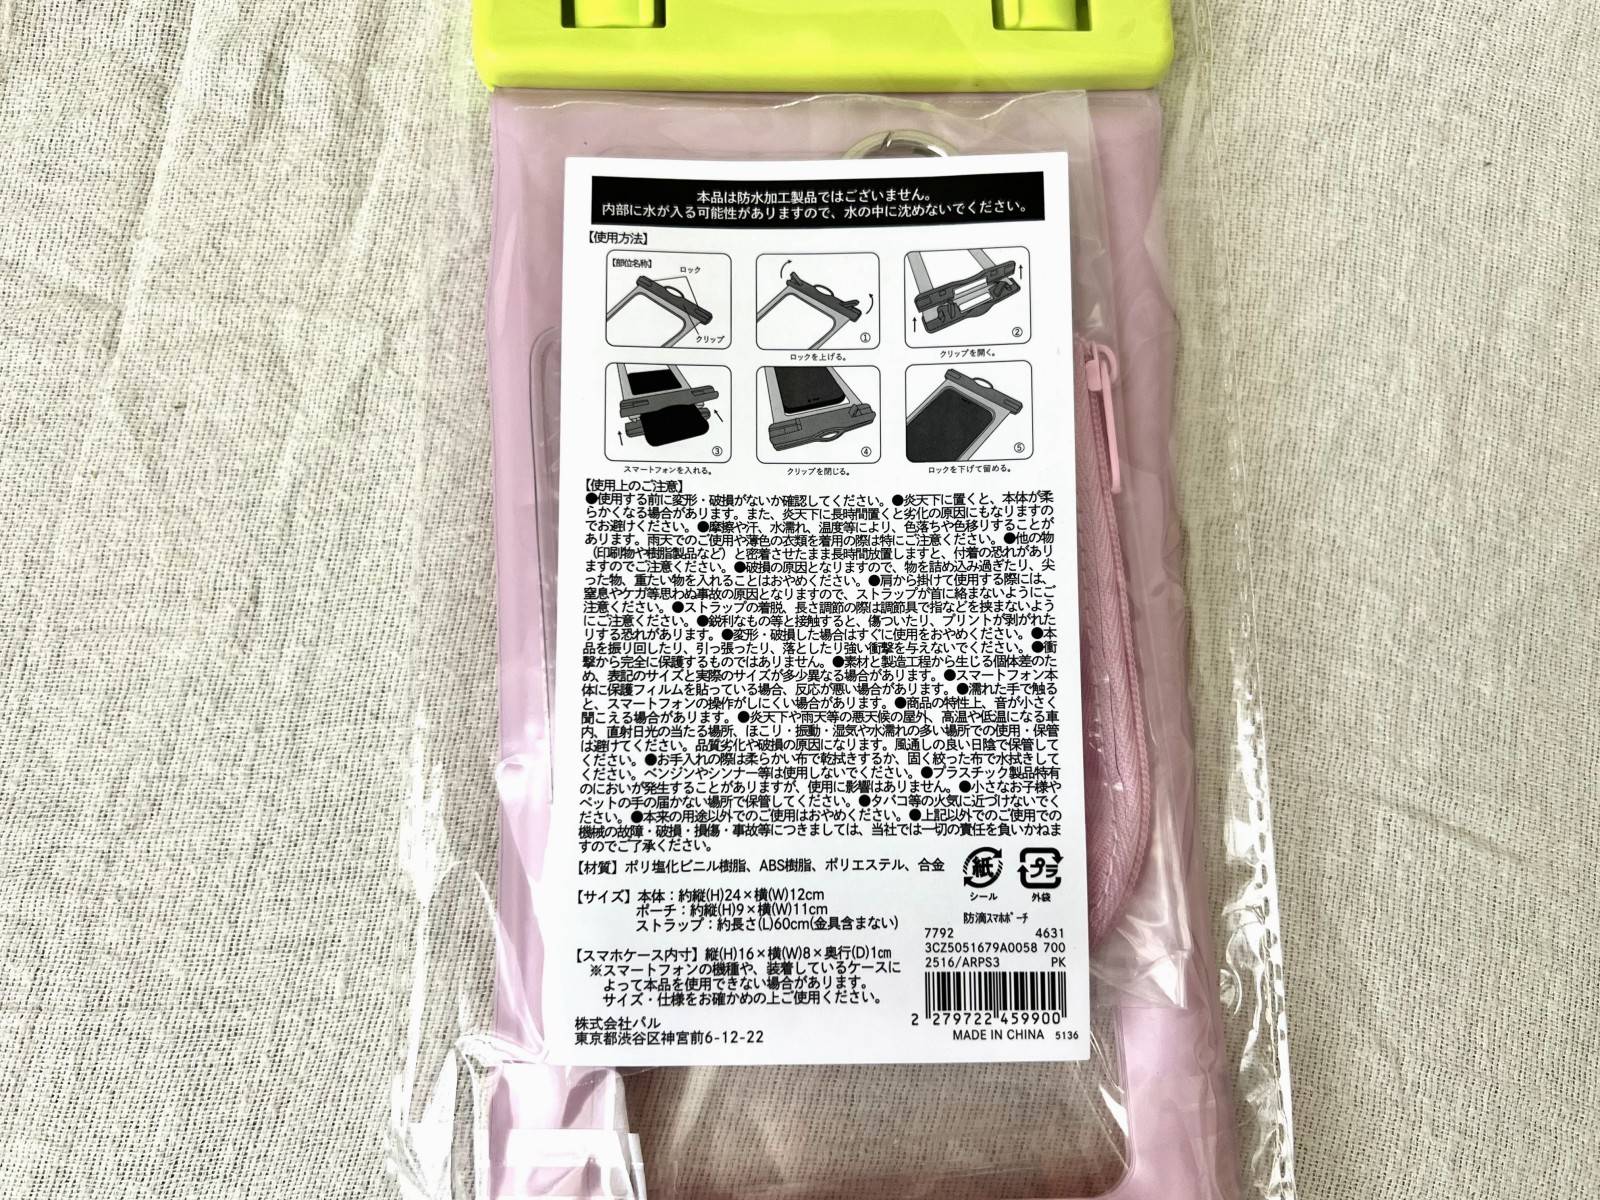 本品は防水加工製品ではございません。
内部に水が入る可能性がありますので、水の中に沈めないでください。
【使用方法】
【部位名称】
ロック
クリップ
①
ロックを上げる。
②
クリップを開く。
③
スマートフォンを入れる。
④
クリップを閉じる。
⑤
ロックを下げて留める。
【使用上のご注意】
●使用する前に変形・破損がないか確認してください。●炎天下に置くと、本体が柔
らかくなる場合があります。また、炎天下に長時間置くと劣化の原因にもなりますの
でお避けください。●摩擦や汗、水濡れ、温度等により、色落ちや色移りすることが
あります。雨天でのご使用や薄色の衣類を着用の際は特にご注意ください。●他の物
（印刷物や樹脂製品など）と密着させたまま長時間放置しますと、付着の恐れがあり
ますのでご注意ください。●破損の原因となりますので、物を詰め込み過ぎたり、尖
った物、重たい物を入れることはおやめください。●肩から掛けて使用する際には、
窒息やケガ等思わぬ事故の原因となりますので、ストラップが首に絡まないようにご
注意ください。●ストラップの着脱、長さ調節の際は調節具で指などを挟まないよう
にご注意ください。●鋭利なもの等と接触すると、傷ついたり、プリントが剥がれた
りする恐れがあります。●変形・破損した場合はすぐに使用をおやめください。●本
品を振り回したり、引っ張ったり、落としたり強い衝撃を与えないでください。●衝
撃から完全に保護するものではありません。●素材と製造工程から生じる個体差のた
め、表記のサイズと実際のサイズが多少異なる場合があります。●スマートフォン本
体に保護フィルムを貼っている場合、反応が悪い場合があります。●濡れた手で触る
と、スマートフォンの操作がしにくい場合があります。●商品の特性上、音が小さく
聞こえる場合があります。●炎天下や雨天等の悪天候の屋外、高温や低温になる車
内、直射日光の当たる場所、ほこり・振動・湿気や水濡れの多い場所での使用・保管
は避けてください。品質劣化や破損の原因になります。風通しの良い日陰で保管して
ください。●お手入れの際は柔らかい布で乾拭きするか、固く絞った布で水拭きして
ください。ベンジンやシンナー等は使用しないでください。●プラスチック製品特有
のにおいが発生することがありますが、使用に影響はありません。●小さなお子様や
ペットの手の届かない場所で保管してください。●タバコ等の火気に近づけないでく
ださい。●本来の用途以外でのご使用はおやめください。●上記以外でのご使用での
機械の故障・破損・損傷・事故等につきましては、当社では一切の責任を負いかねま
すのでご了承ください。
【材質】ポリ塩化ビニル樹脂、ABS樹脂、ポリエステル、合金
紙
シール
プラ
外袋
【サイズ】本体：約縦(H)24×横(W)12cm
ポーチ：約縦(H)9×横(W)11cm
ストラップ：約長さ(L)60cm(金具含まない)
【スマホケース内寸】縦(H)16×横(W)8×奥行(D)1cm
※スマートフォンの機種や、装着しているケースに
よって本品を使用できない場合があります。
サイズ・仕様をお確かめの上ご使用ください。
株式会社パル
東京都渋谷区神宮前6-12-22
防滴ｽﾏﾎﾎﾟｰﾁ
7792 4631
3CZ5051679A0058 700
2516/ARPS3 PK
2 279722 459900
MADE IN CHINA 5136